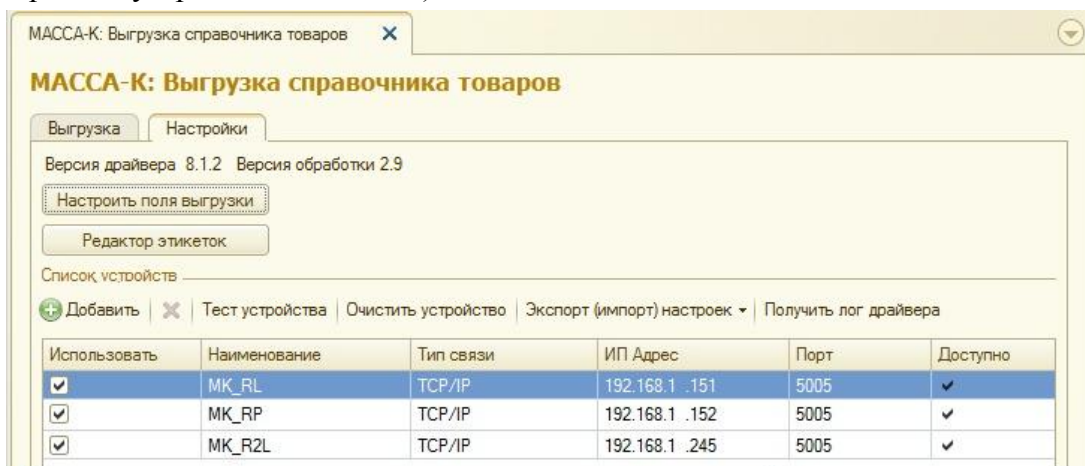 МАССА-К: Выгрузка справочника товаров
МАССА-К: Выгрузка справочника товаров
Выгрузка Настройки
Версия драйвера 8.1.2 Версия обработки 2.9
Настроить поля выгрузки
Редактор этикеток
Список устройств
Добавить Тест устройства Очистить устройство Экспорт (импорт) настроек Получить лог драйвера
Использовать Наименование Тип связи ИП Адрес Порт Доступно
MK_RL TCP/IP 192.168.1 .151 5005
MK_RP TCP/IP 192.168.1 .152 5005
MK_R2L TCP/IP 192.168.1 .245 5005